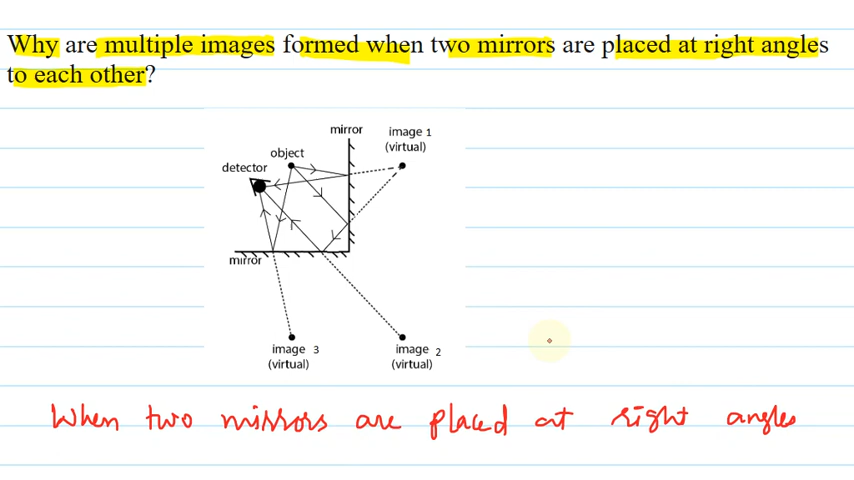 Why are multiple images formed when two mirrors are placed at right angles
to each other?
mirror
image 1
(virtual)
object
detector
mirror
image 3
(virtual)
image 2
(virtual)
When two mirrors are placed at right angles